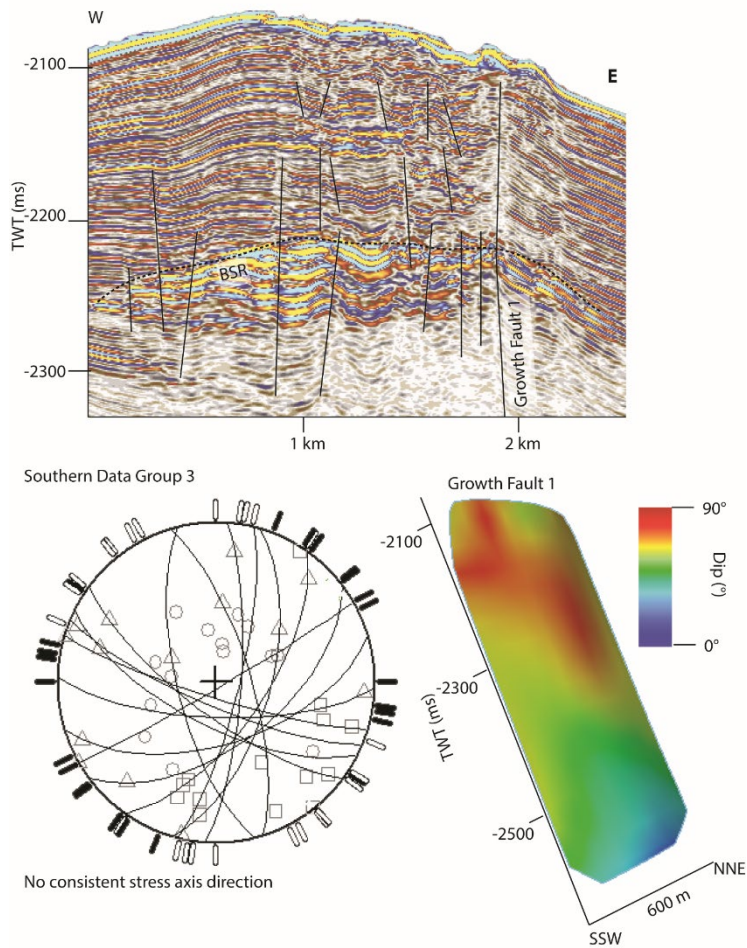 W
-2100
E
TWT (ms)
-2200
BSR
-2300
Growth Fault 1
1 km
2 km
Southern Data Group 3
Growth Fault 1
90°
-2100
Dip (°)
0°
-2300
TWT (ms)
-2500
No consistent stress axis direction
NNE
600 m
SSW